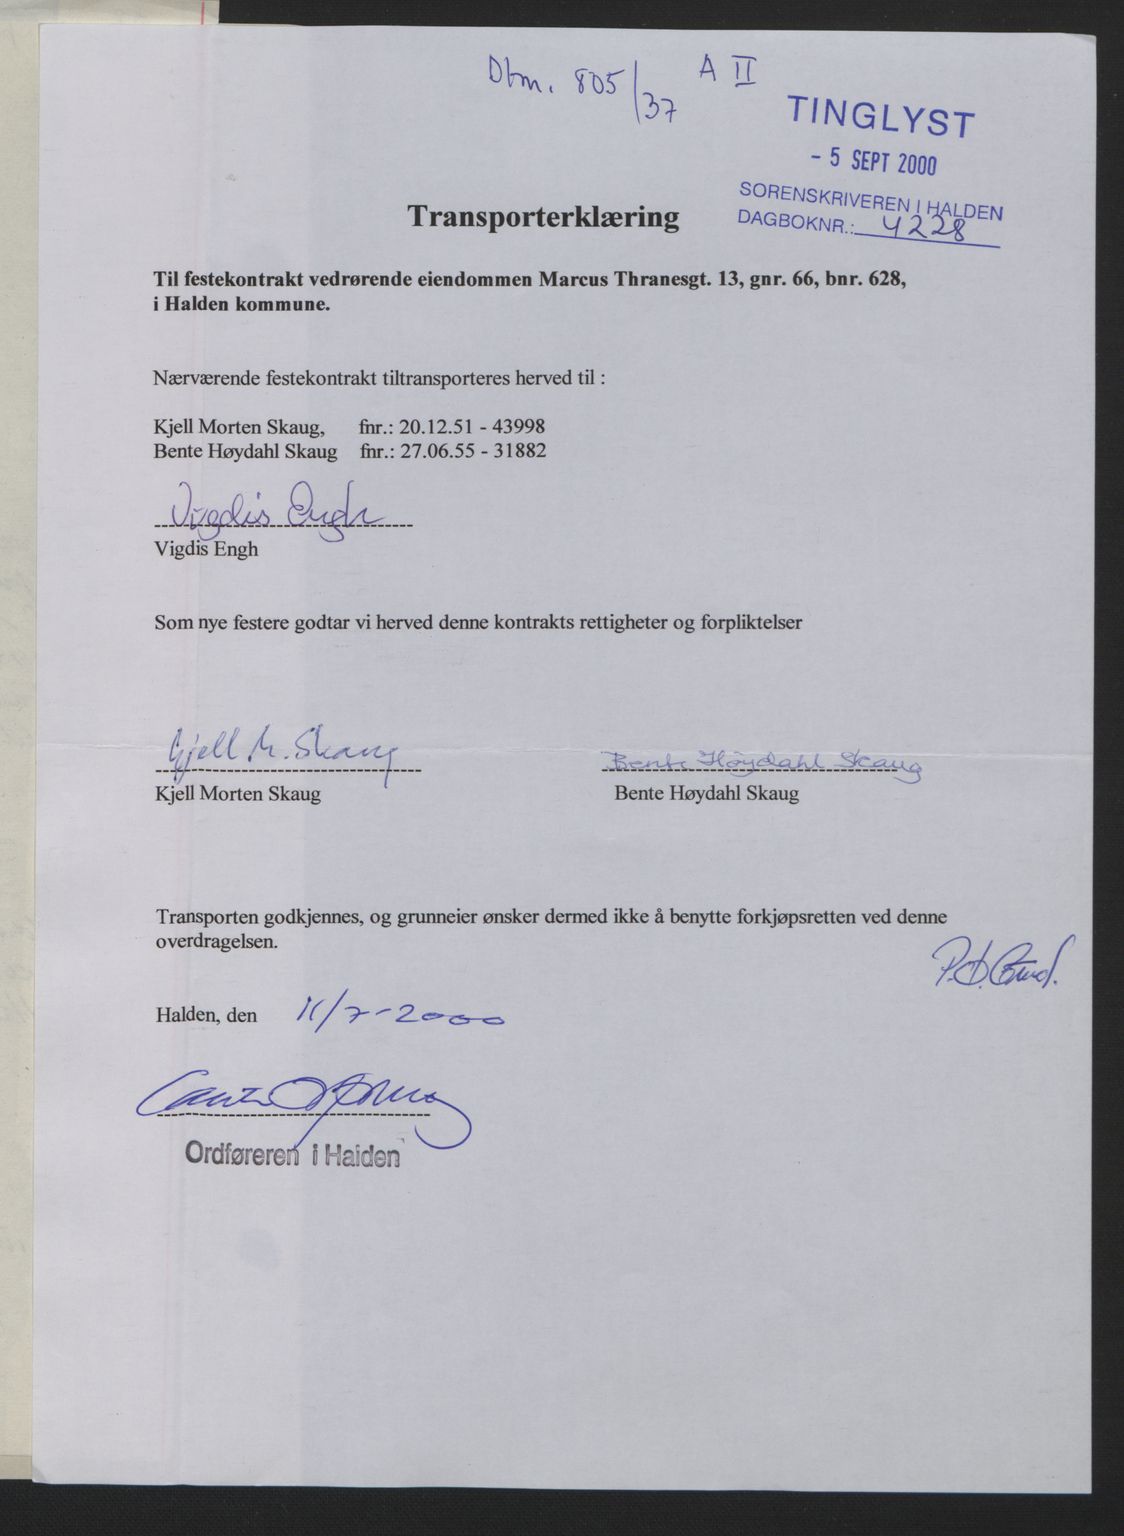 Dbm. 805/37 A II
TINGLYST
- 5 SEPT 2000
SORENSKRIVEREN I HALDEN
DAGBOKNR.: 4228
Transporterklæring
Til festekontrakt vedrørende eiendommen Marcus Thranesgt. 13, gnr. 66, bnr. 628,
i Halden kommune.
Nærværende festekontrakt tiltransporteres herved til :
Kjell Morten Skaug, fnr.: 20.12.51 - 43998
Bente Høydahl Skaug fnr.: 27.06.55 - 31882
Vigdis Engh
Vigdis Engh
Som nye festere godtar vi herved denne kontrakts rettigheter og forpliktelser
Kjell M. Skaug Bente Høydahl Skaug
Kjell Morten Skaug Bente Høydahl Skaug
Transporten godkjennes, og grunneier ønsker dermed ikke å benytte forkjøpsretten ved denne
overdragelsen.
Halden, den 11/7-2000
Ordføreren i Halden